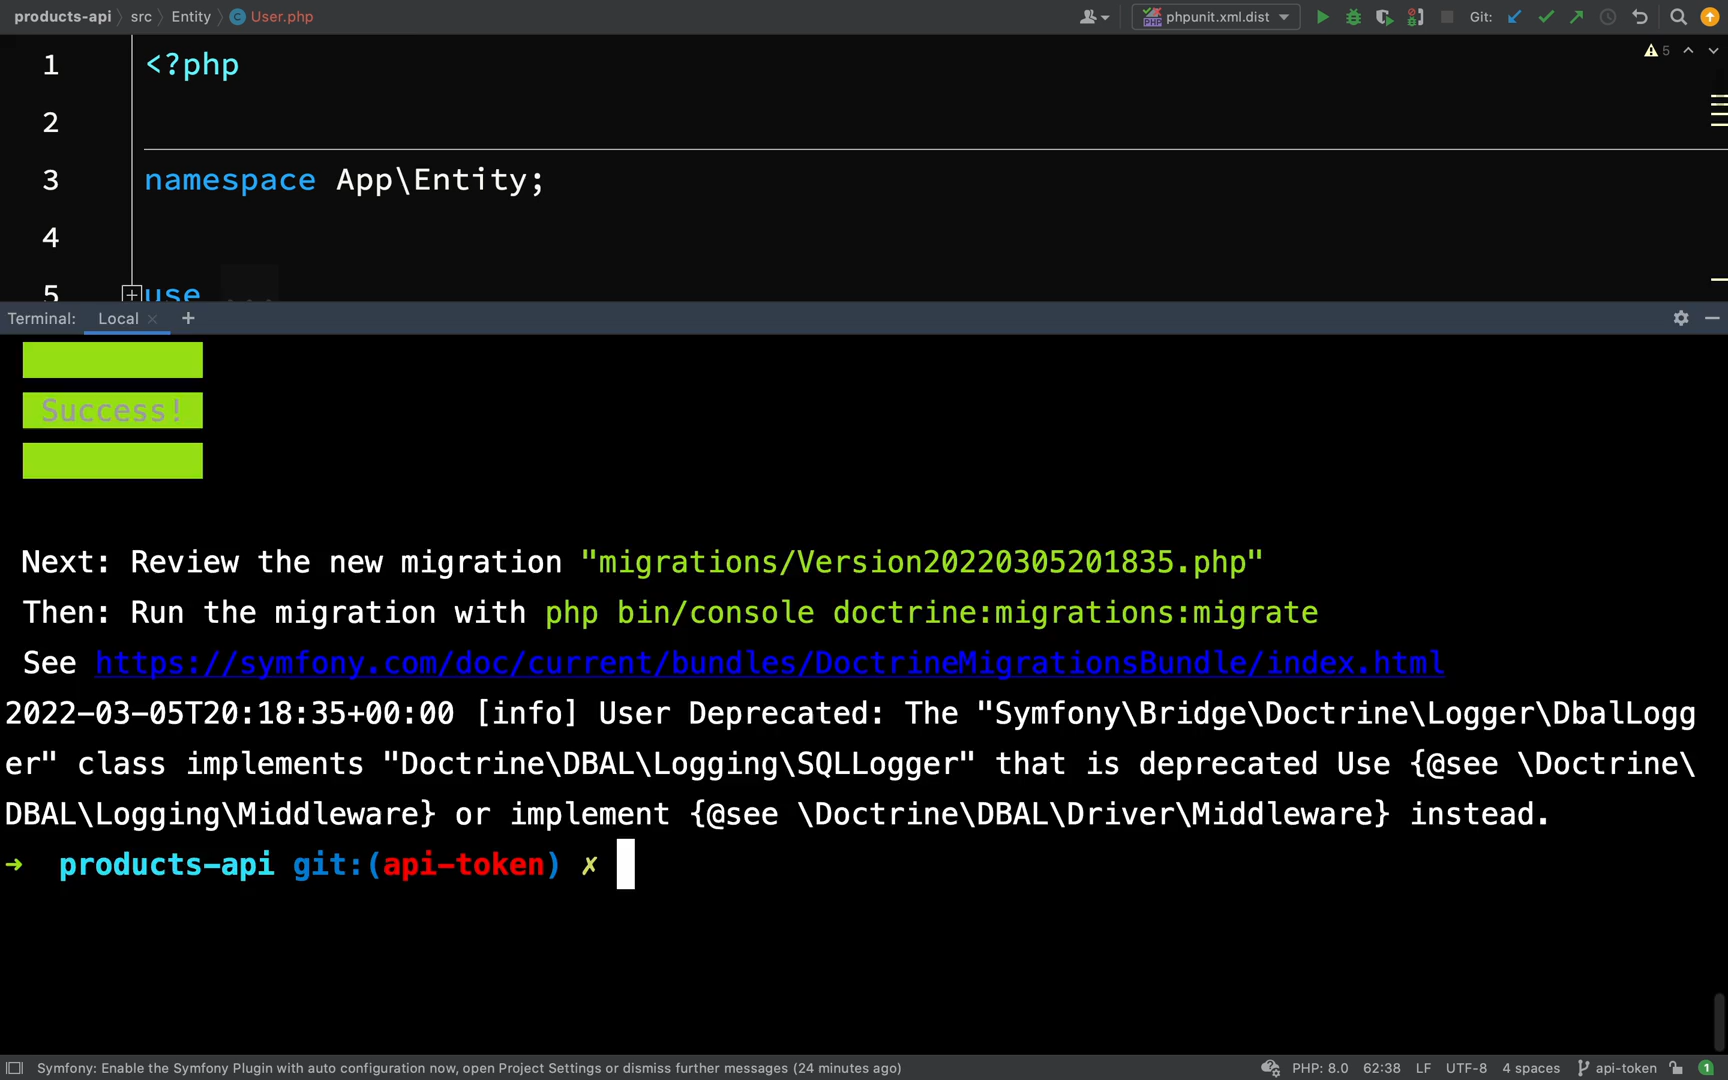 products-api src Entity User.php phpunit.xml.dist Git:
5
1 <?php
2
3 namespace App\Entity;
4
5 use ...
Terminal: Local
Success!
Next: Review the new migration "migrations/Version20220305201835.php"
Then: Run the migration with php bin/console doctrine:migrations:migrate
See https://symfony.com/doc/current/bundles/DoctrineMigrationsBundle/index.html
2022-03-05T20:18:35+00:00 [info] User Deprecated: The "Symfony\Bridge\Doctrine\Logger\DbalLogg
er" class implements "Doctrine\DBAL\Logging\SQLLogger" that is deprecated Use {@see \Doctrine\
DBAL\Logging\Middleware} or implement {@see \Doctrine\DBAL\Driver\Middleware} instead.
➜ products-api git:(api-token) ✗
Symfony: Enable the Symfony Plugin with auto configuration now, open Project Settings or dismiss further messages (24 minutes ago) PHP: 8.0 62:38 LF UTF-8 4 spaces api-token 1